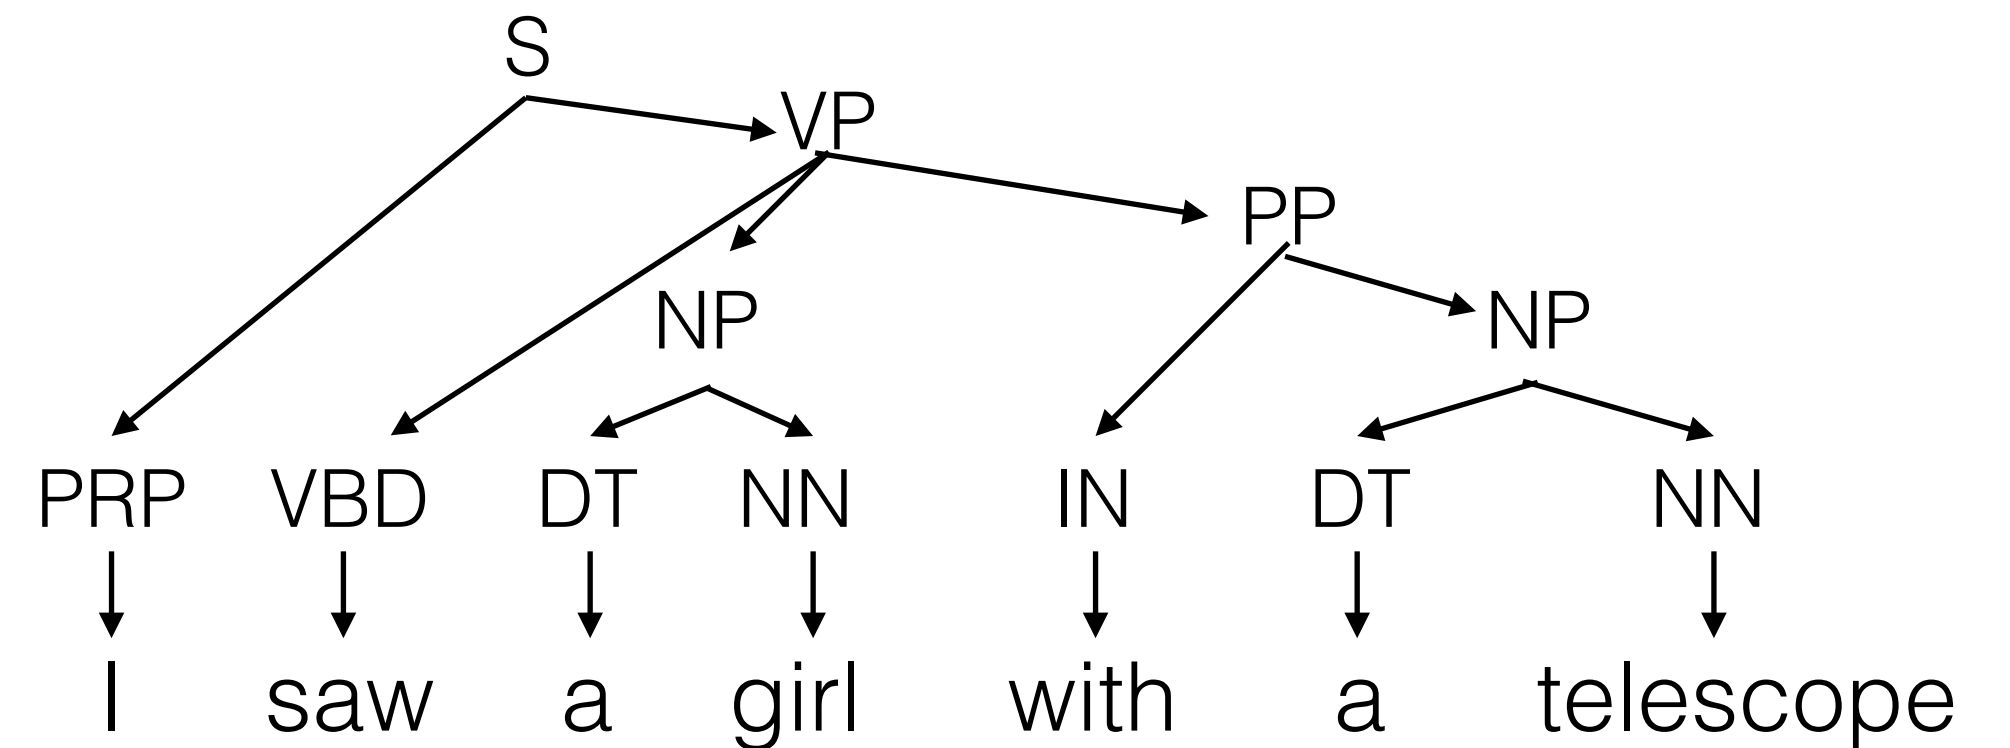 S
VP
PP
NP NP
PRP VBD DT NN IN DT NN
I saw a girl with a telescope